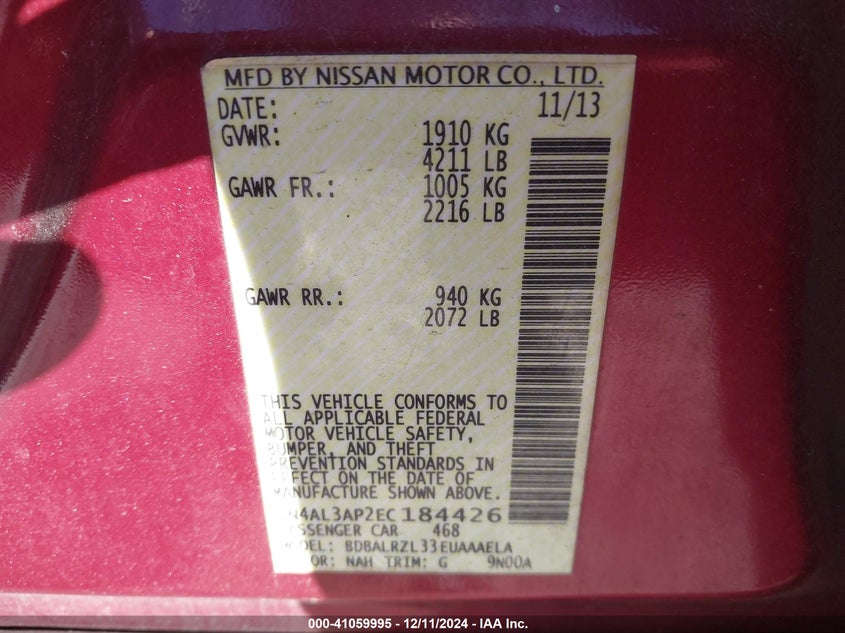 MFD BY NISSAN MOTOR CO., LTD.
DATE: 11/13
GVWR: 1910 KG
4211 LB
GAWR FR.: 1005 KG
2216 LB
GAWR RR.: 940 KG
2072 LB
THIS VEHICLE CONFORMS TO
ALL APPLICABLE FEDERAL
MOTOR VEHICLE SAFETY,
BUMPER, AND THEFT
PREVENTION STANDARDS IN
EFFECT ON THE DATE OF
MANUFACTURE SHOWN ABOVE.
N4AL3AP2EC184426
PASSENGER CAR 468
MODEL: BDBALRZL33EUAAAELA
COLOR: NAH TRIM: G 9N00A
000-41059995 - 12/11/2024 - IAA Inc.